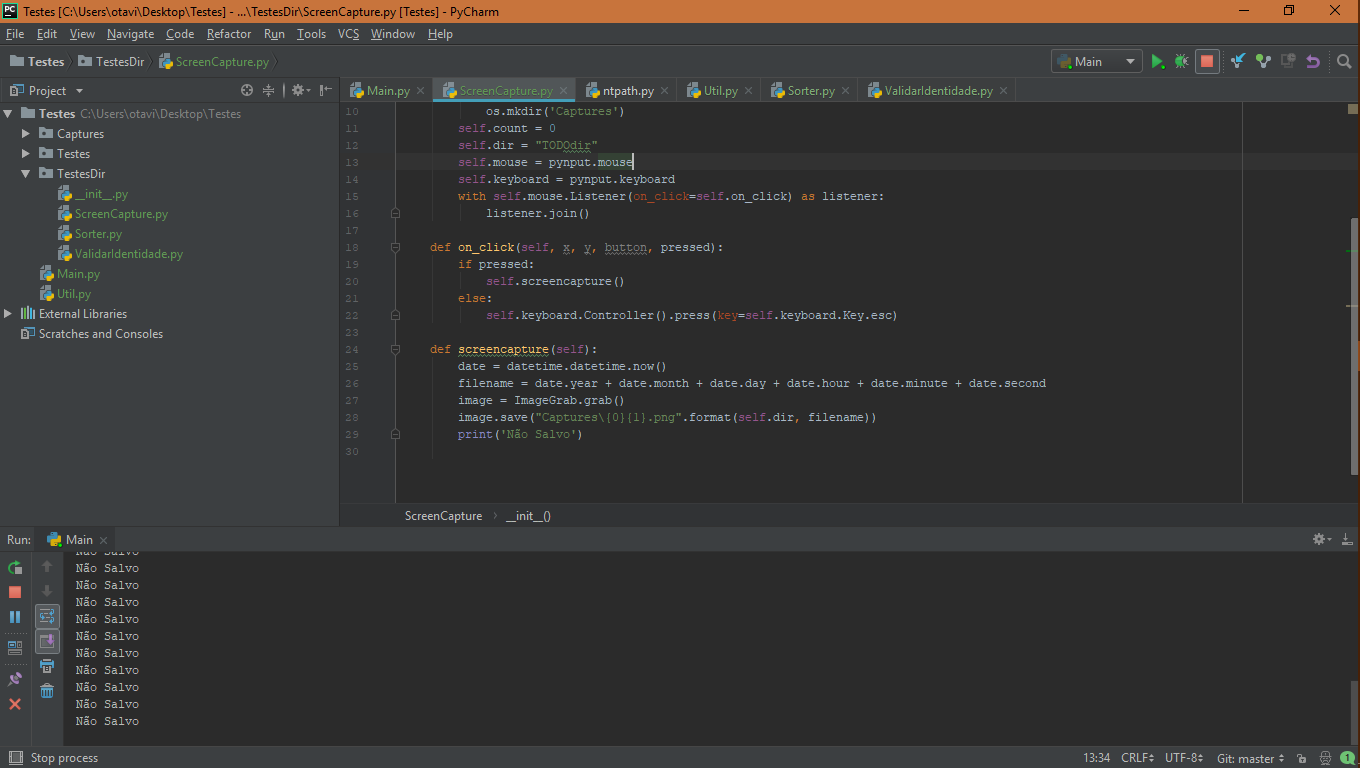 Testes [C:\Users\otavi\Desktop\Testes] - ...\TestesDir\ScreenCapture.py [Testes] - PyCharm
File Edit View Navigate Code Refactor Run Tools VCS Window Help
Testes TestesDir ScreenCapture.py Main
Project
Main.py ScreenCapture.py ntpath.py Util.py Sorter.py ValidarIdentidade.py
Testes C:\Users\otavi\Desktop\Testes
Captures
Testes
TestesDir
__init__.py
ScreenCapture.py
Sorter.py
ValidarIdentidade.py
Main.py
Util.py
External Libraries
Scratches and Consoles
10 os.mkdir('Captures')
11 self.count = 0
12 self.dir = "TODOdir"
13 self.mouse = pynput.mouse
14 self.keyboard = pynput.keyboard
15 with self.mouse.Listener(on_click=self.on_click) as listener:
16 listener.join()
17
18 def on_click(self, x, y, button, pressed):
19 if pressed:
20 self.screencapture()
21 else:
22 self.keyboard.Controller().press(key=self.keyboard.Key.esc)
23
24 def screencapture(self):
25 date = datetime.datetime.now()
26 filename = date.year + date.month + date.day + date.hour + date.minute + date.second
27 image = ImageGrab.grab()
28 image.save("Captures\{0}{1}.png".format(self.dir, filename))
29 print('Não Salvo')
30
ScreenCapture __init__()
Run: Main
Não Salvo
Não Salvo
Não Salvo
Não Salvo
Não Salvo
Não Salvo
Não Salvo
Não Salvo
Não Salvo
Não Salvo
Não Salvo
Stop process 13:34 CRLF UTF-8 Git: master 1